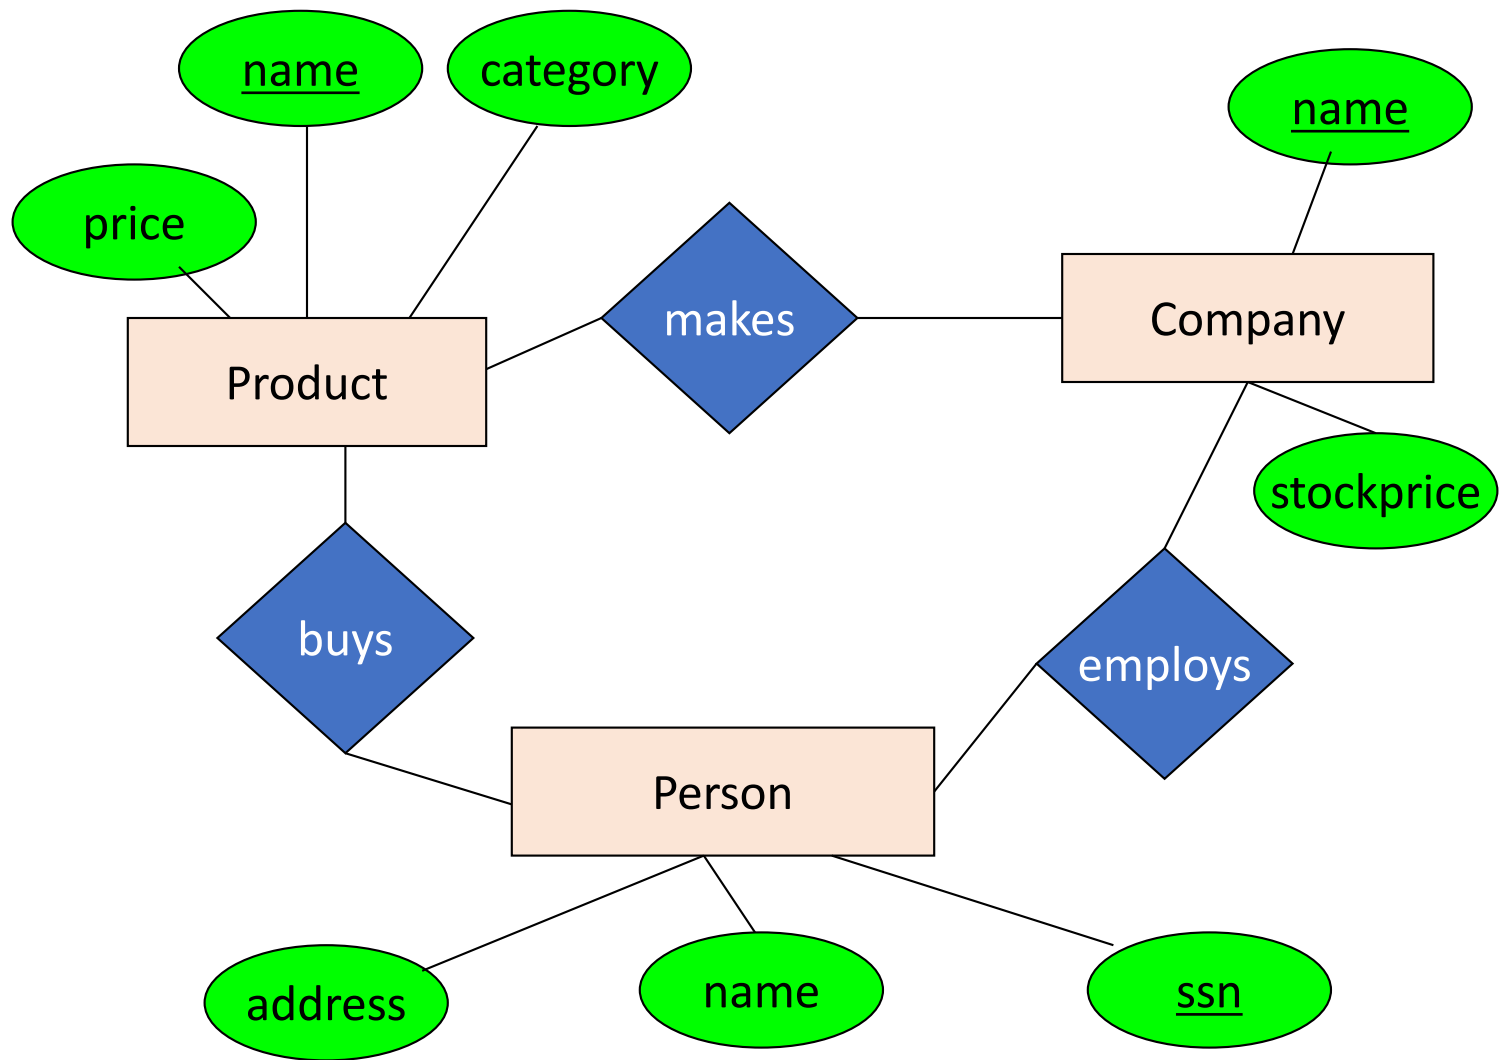 name
category
name
price
makes
Company
Product
stockprice
buys
employs
Person
address
name
ssn